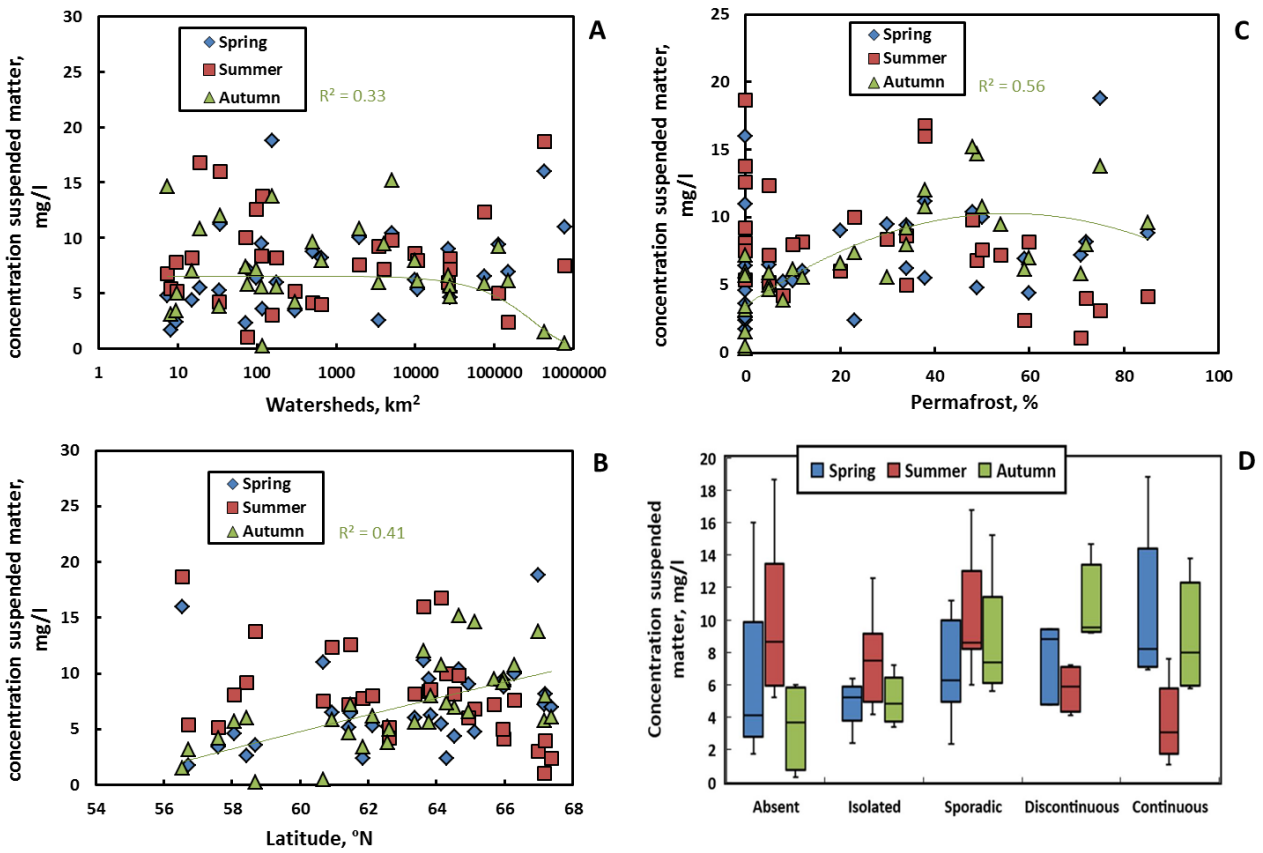 A
concentration suspended matter,
mg/l
30
25
20
15
10
5
0
Spring
Summer
Autumn
R² = 0.33
1 10 100 1000 10000 100000 1000000
Watersheds, km²
C
concentration suspended matter,
mg/l
25
20
15
10
5
0
Spring
Summer
Autumn
R² = 0.56
0 20 40 60 80 100
Permafrost, %
B
concentration suspended matter,
mg/l
30
25
20
15
10
5
0
Spring
Summer
Autumn
R² = 0.41
54 56 58 60 62 64 66 68
Latitude, °N
D
Concentration suspended
matter, mg/l
20
18
16
14
12
10
8
6
4
2
0
Spring Summer Autumn
Absent Isolated Sporadic Discontinuous Continuous